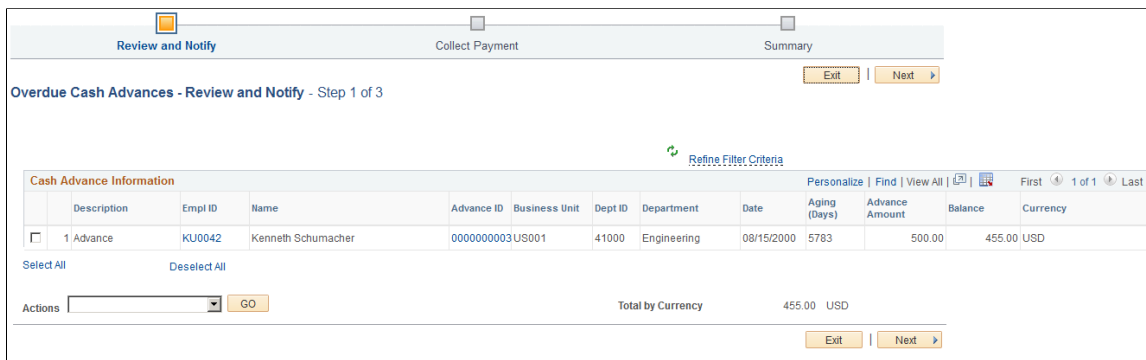 Review and Notify Collect Payment Summary
Exit | Next
Overdue Cash Advances - Review and Notify - Step 1 of 3
Refine Filter Criteria
Cash Advance Information Personalize | Find | View All | | First 1 of 1 Last
Description Empl ID Name Advance ID Business Unit Dept ID Department Date Aging (Days) Advance Amount Balance Currency
1 Advance KU0042 Kenneth Schumacher 0000000003 US001 41000 Engineering 08/15/2000 5783 500.00 455.00 USD
Select All Deselect All
Actions GO Total by Currency 455.00 USD
Exit | Next